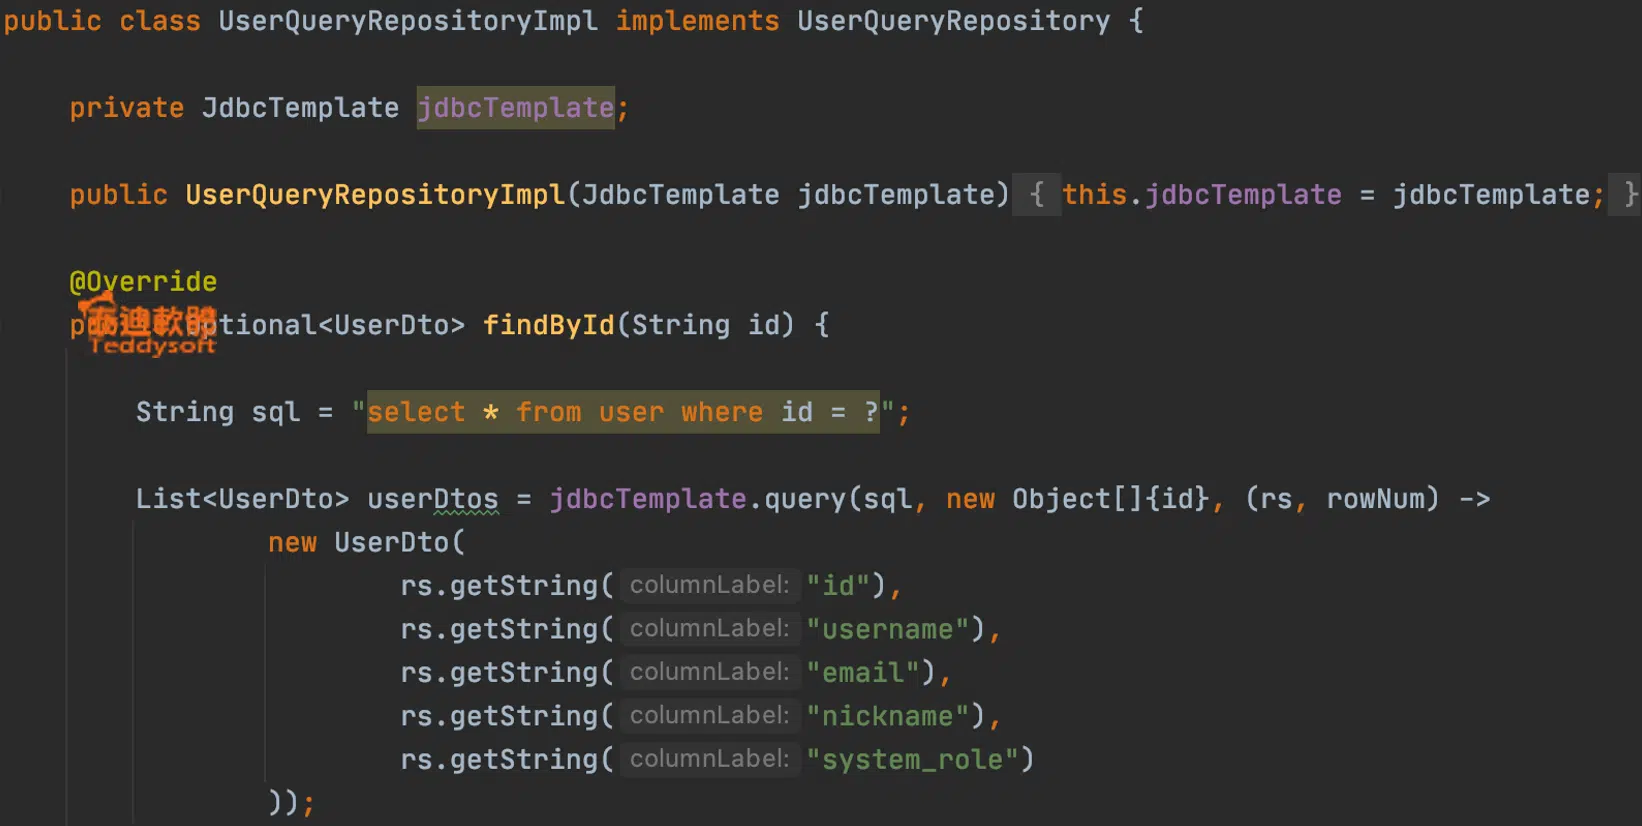 public class UserQueryRepositoryImpl implements UserQueryRepository {
private JdbcTemplate jdbcTemplate;
public UserQueryRepositoryImpl(JdbcTemplate jdbcTemplate) { this.jdbcTemplate = jdbcTemplate; }
@Override
public Optional<UserDto> findById(String id) {
泰迪軟體
Teddysoft
String sql = "select * from user where id = ?";
List<UserDto> userDtos = jdbcTemplate.query(sql, new Object[]{id}, (rs, rowNum) ->
new UserDto(
rs.getString( columnLabel: "id"),
rs.getString( columnLabel: "username"),
rs.getString( columnLabel: "email"),
rs.getString( columnLabel: "nickname"),
rs.getString( columnLabel: "system_role")
));